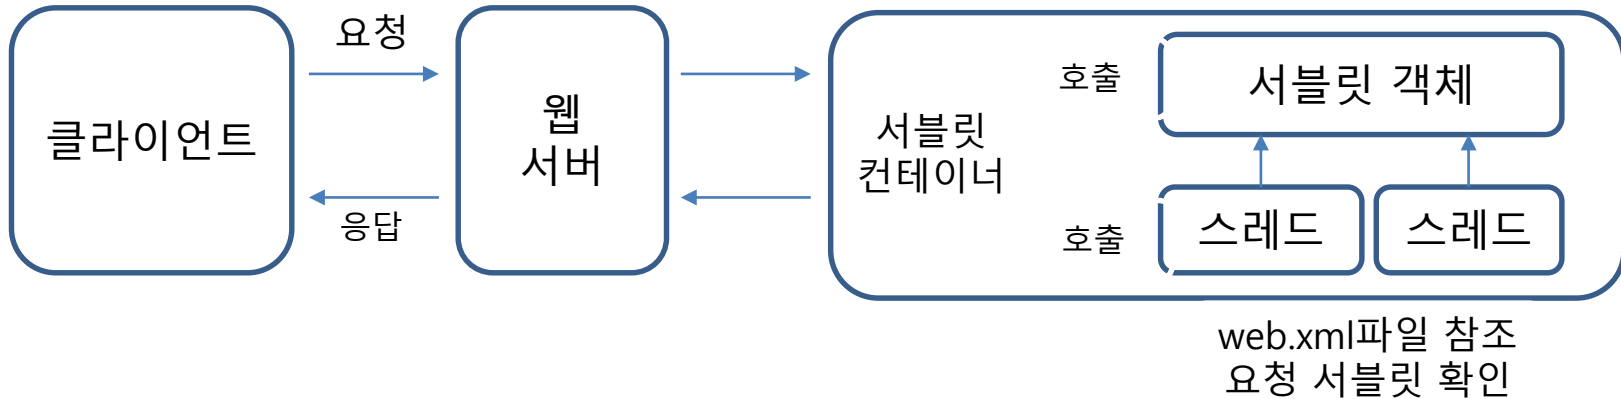 클라이언트
요청
응답
웹
서버
서블릿
컨테이너
호출
서블릿 객체
호출
스레드
스레드
web.xml파일 참조
요청 서블릿 확인